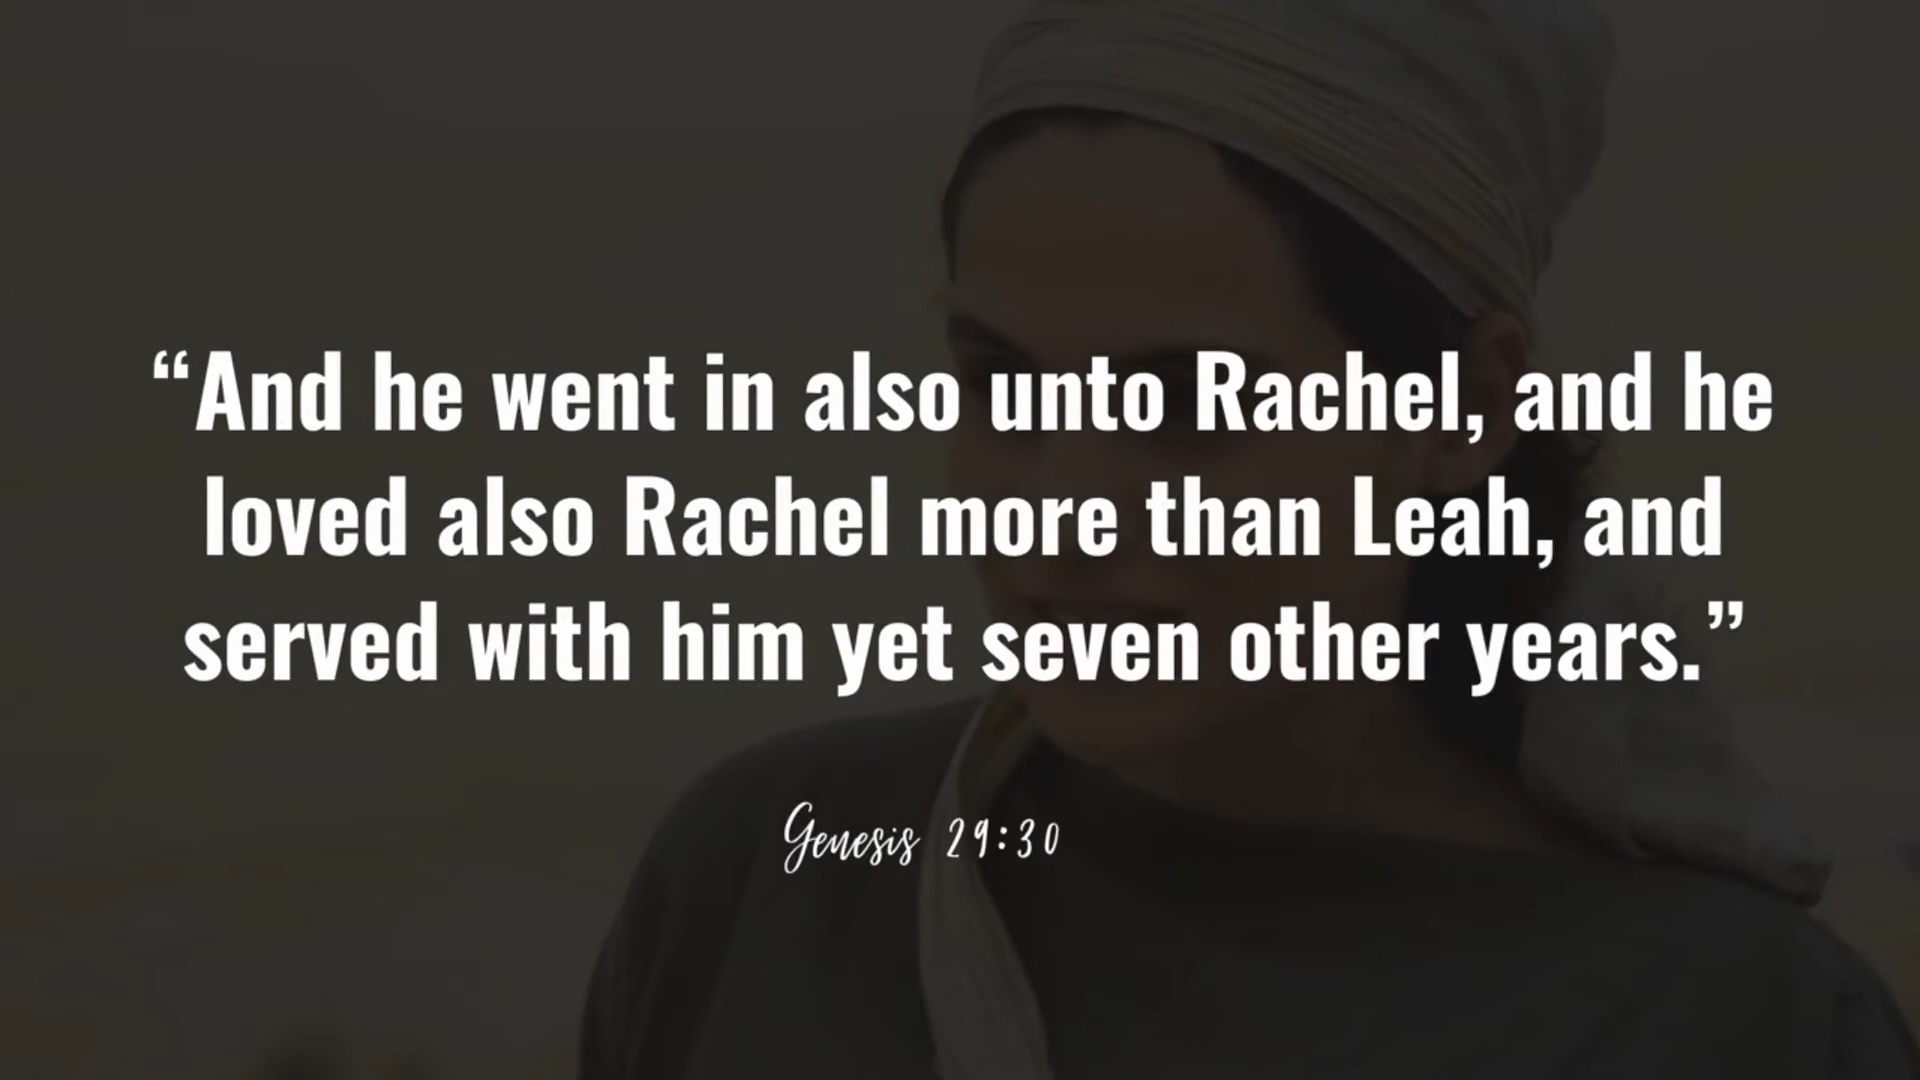 “And he went in also unto Rachel, and he
loved also Rachel more than Leah, and
served with him yet seven other years.”
Genesis 29:30